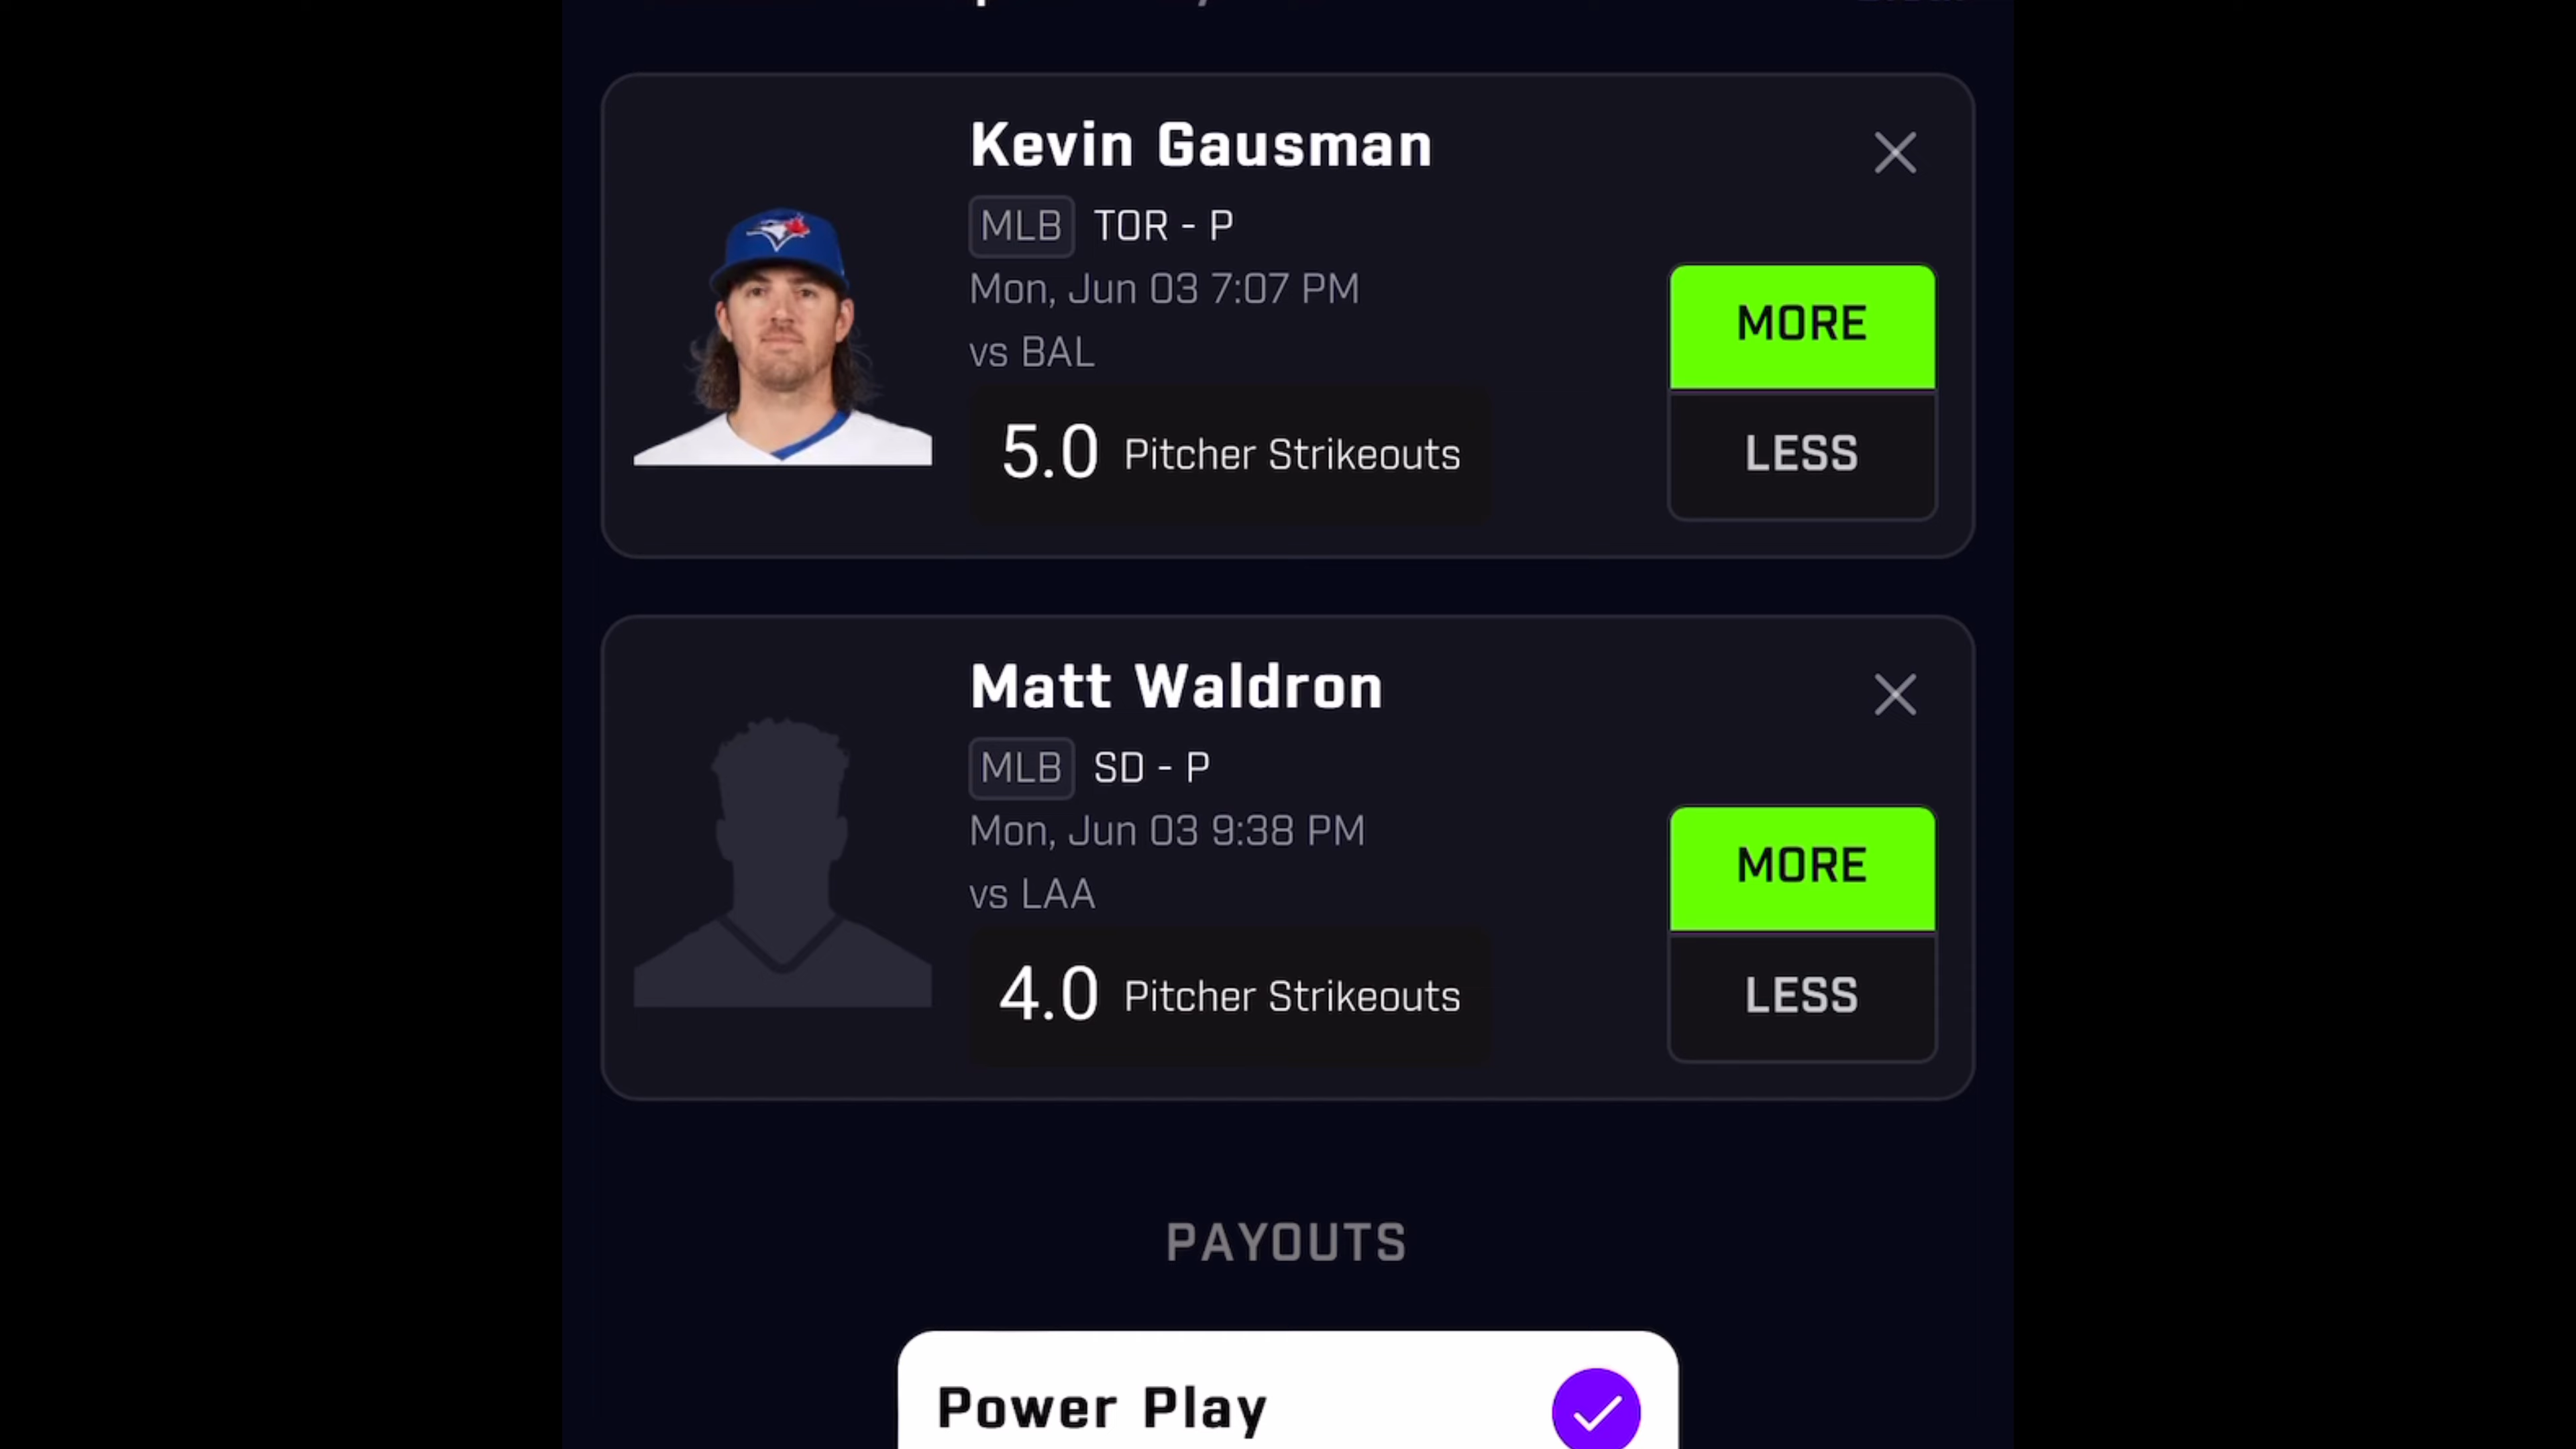 Kevin Gausman
MLB TOR - P
Mon, Jun 03 7:07 PM
vs BAL
5.0 Pitcher Strikeouts
MORE
LESS
Matt Waldron
MLB SD - P
Mon, Jun 03 9:38 PM
vs LAA
4.0 Pitcher Strikeouts
MORE
LESS
PAYOUTS
Power Play